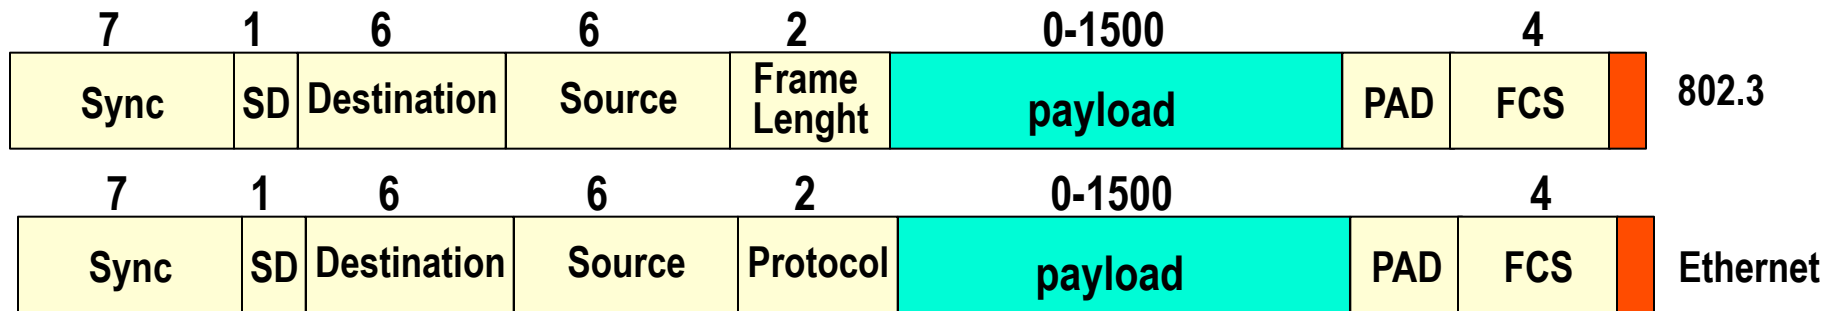 7 1 6 6 2 0-1500 4
Sync SD Destination Source Frame Lenght payload PAD FCS 802.3
7 1 6 6 2 0-1500 4
Sync SD Destination Source Protocol payload PAD FCS Ethernet